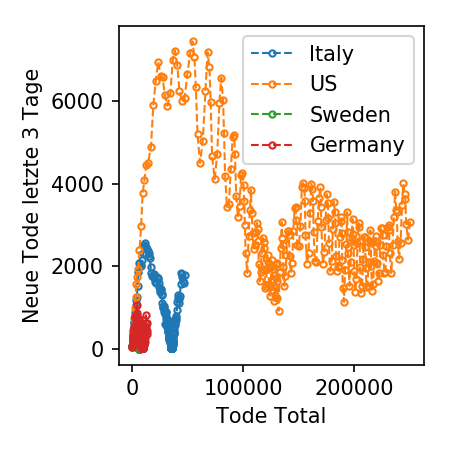 Italy
US
Sweden
Germany
Neue Tode letzte 3 Tage
6000
4000
2000
0
0
100000
200000
Tode Total